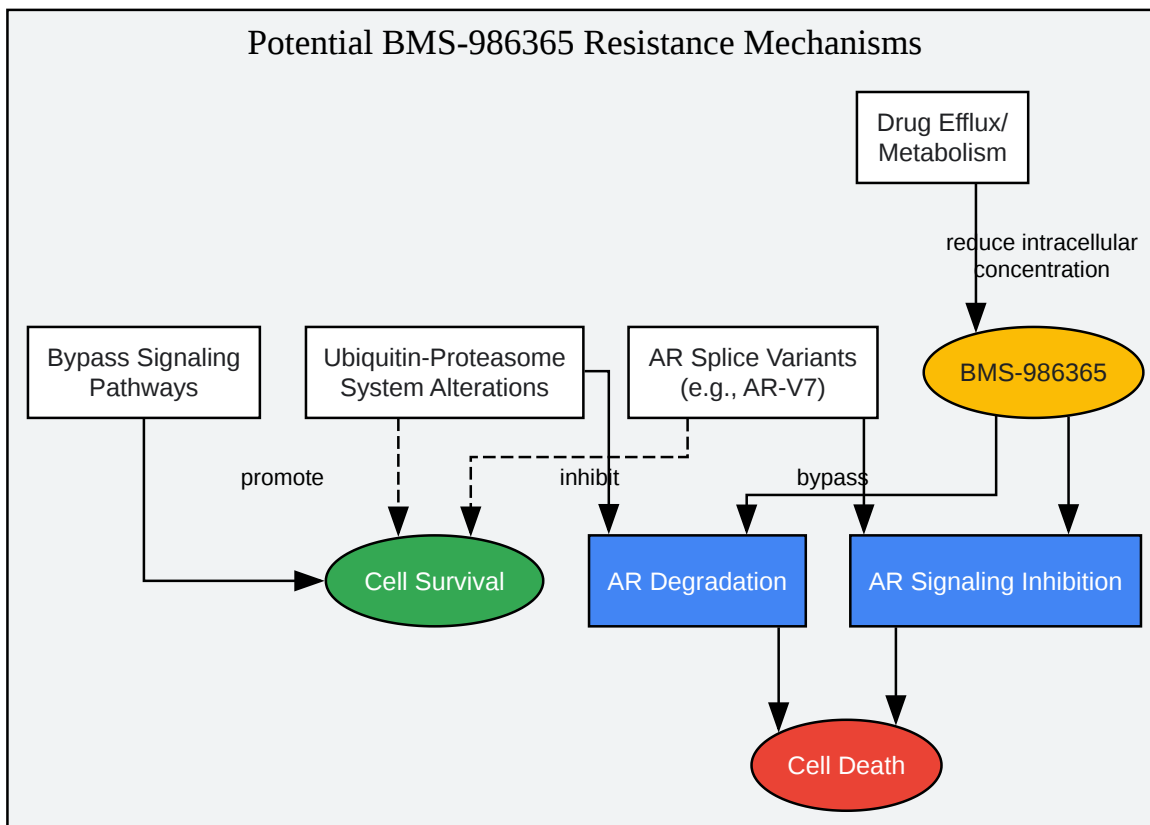 Potential BMS-986365 Resistance Mechanisms
Drug Efflux/
Metabolism
reduce intracellular
concentration
Bypass Signaling
Pathways
Ubiquitin-Proteasome
System Alterations
AR Splice Variants
(e.g., AR-V7)
BMS-986365
promote
inhibit
bypass
Cell Survival
AR Degradation
AR Signaling Inhibition
Cell Death